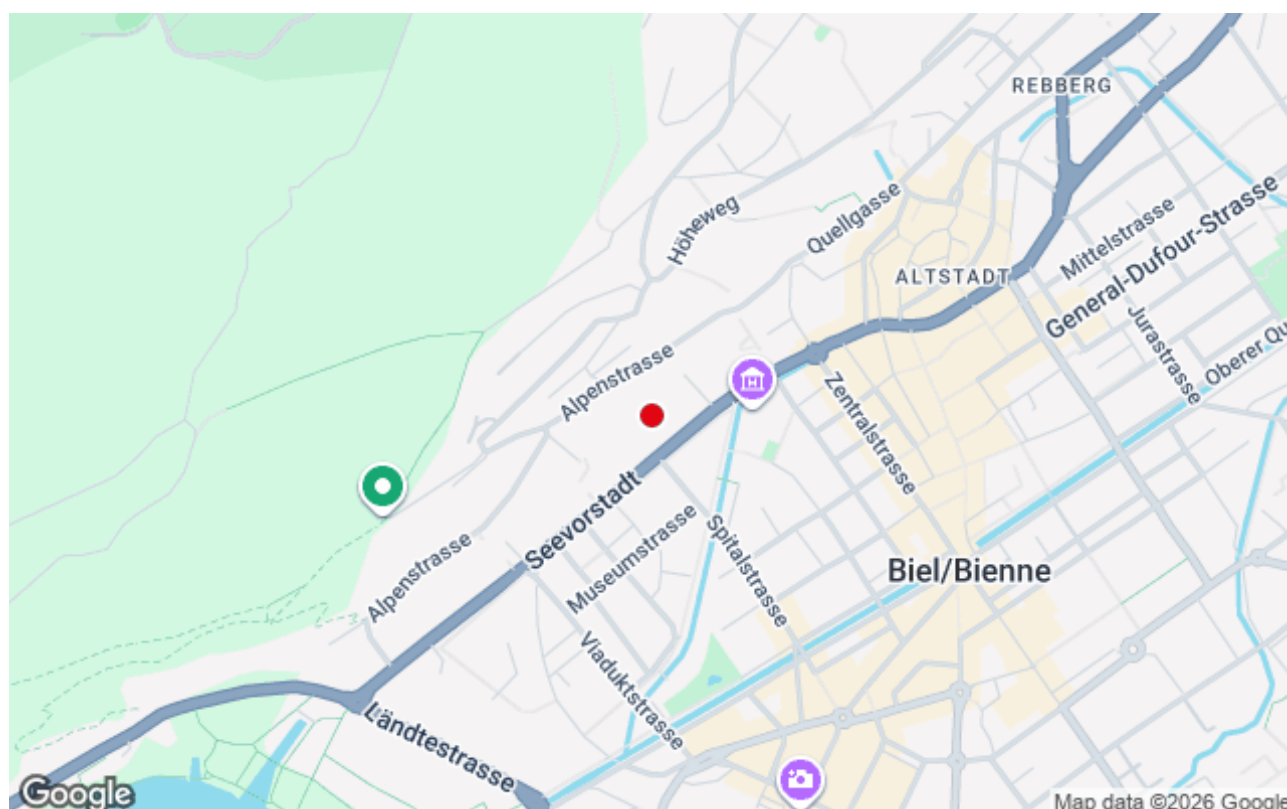 REBBERG
Höheweg
Quellgasse
Mittelstrasse
General-Dufour-Strasse
ALTSTADT
Jurastrasse
Oberer Qu
Alpenstrasse
Zentralstrasse
Seevorstadt
Museumstrasse
Spitalstrasse
Biel/Bienne
Alpenstrasse
Viaduktstrasse
Ländtestrasse
Google
Map data ©2026 Google